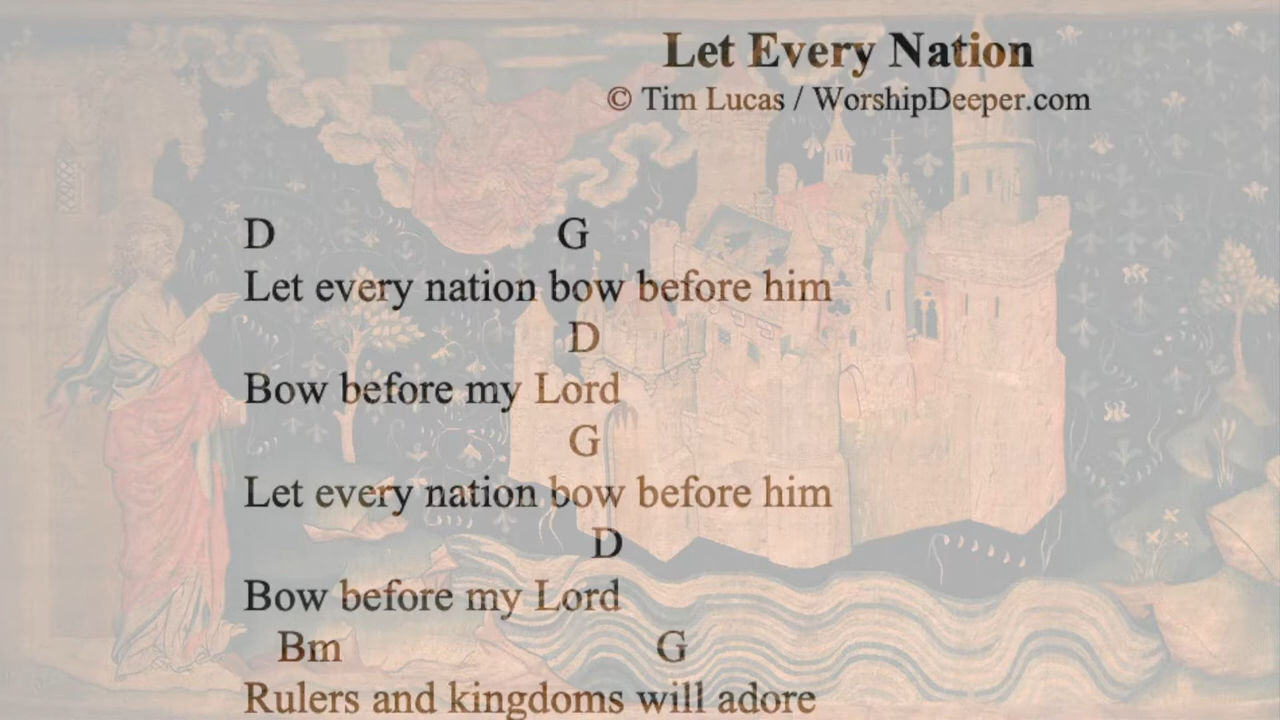 Let Every Nation
© Tim Lucas / WorshipDeeper.com
D G
Let every nation bow before him
D
Bow before my Lord
G
Let every nation bow before him
D
Bow before my Lord
Bm G
Rulers and kingdoms will adore